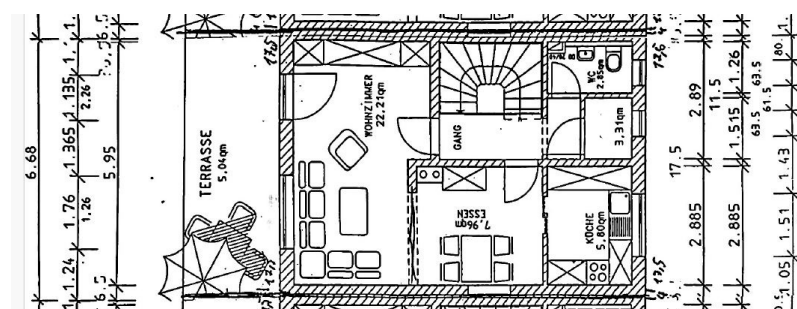 6.68
1.135
1.365
1.76
1.24
2.26
1.26
5.95
TERRASSE
5.04qm
WOHNZIMMER
22.21qm
GANG
WC
2.85qm
3.31qm
ESSEN
7.96qm
KÜCHE
5.80qm
17.5
2.89
2.885
11.5
1.26
1.515
2.885
63.5
61.5
63.5
80
1.43
1.51
1.05